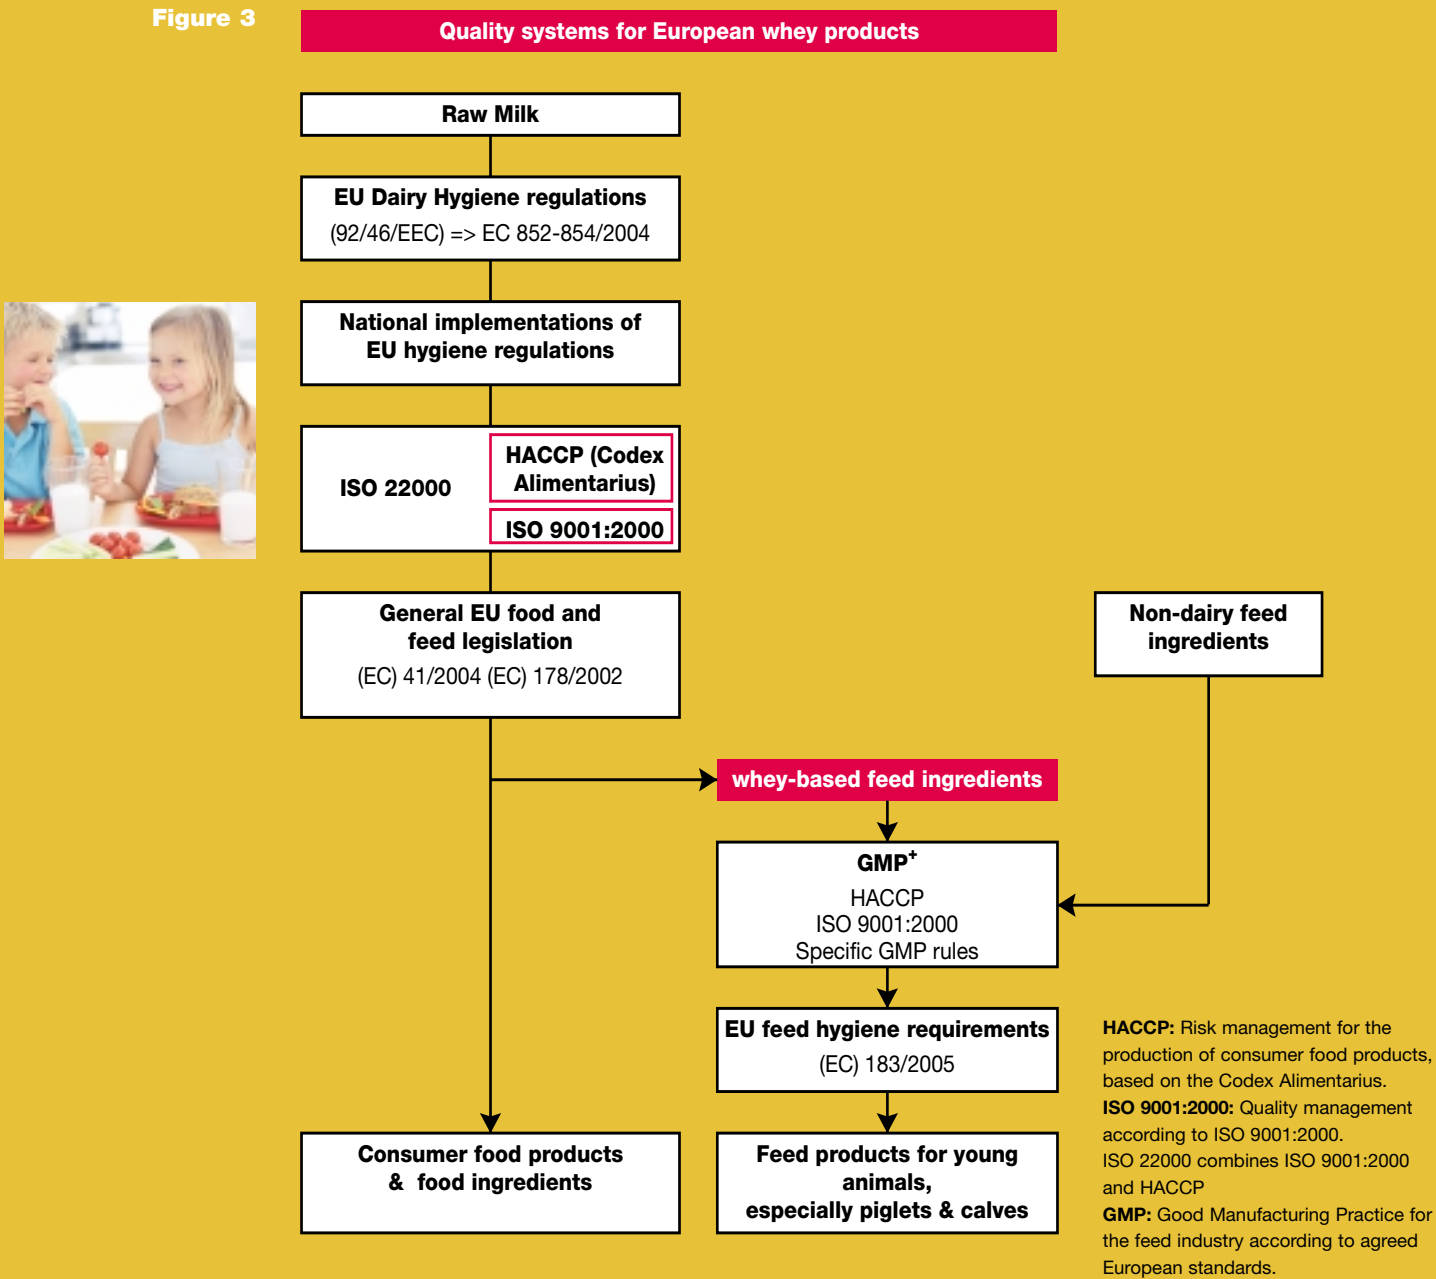 Figure 3
Quality systems for European whey products
Raw Milk
EU Dairy Hygiene regulations
(92/46/EEC) => EC 852-854/2004
National implementations of
EU hygiene regulations
ISO 22000
HACCP (Codex
Alimentarius)
ISO 9001:2000
General EU food and
feed legislation
(EC) 41/2004 (EC) 178/2002
Non-dairy feed
ingredients
whey-based feed ingredients
GMP⁺
HACCP
ISO 9001:2000
Specific GMP rules
EU feed hygiene requirements
(EC) 183/2005
Consumer food products
& food ingredients
Feed products for young
animals,
especially piglets & calves
HACCP: Risk management for the
production of consumer food products,
based on the Codex Alimentarius.
ISO 9001:2000: Quality management
according to ISO 9001:2000.
ISO 22000 combines ISO 9001:2000
and HACCP
GMP: Good Manufacturing Practice for
the feed industry according to agreed
European standards.